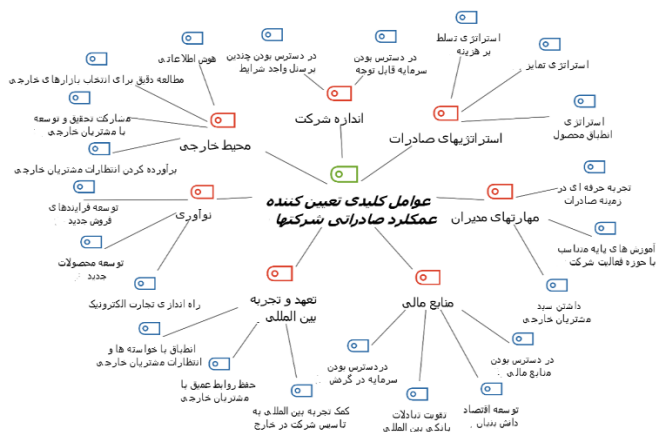 استراتژی تسلط
بر هزینه
استراتژی تمایز
استراتژی
انطباق محصول
استراتژیهای صادرات
در دسترس بودن
سرمایه قابل توجه
در دسترس بودن چندین
پرسنل واجد شرایط
اندازه شرکت
هوش اطلاعاتی
مطالعه دقیق برای انتخاب بازارهای خارجی
مشارکت تحقیق و توسعه
با مشتریان خارجی
برآورده کردن انتظارات مشتریان خارجی
محیط خارجی
عوامل کلیدی تعیین کننده
عمکلرد صادراتی شرکتها
تجربه حرفه ای در
زمینه صادرات
مهارتهای مدیران
آموزش های پایه متناسب
با حوزه فعالیت شرکت
داشتن سبد
مشتریان خارجی
نوآوری
توسعه فرایندهای
فروش جدید
توسعه محصولات
جدید
راه اندازی تجارت الکترونیک
منابع مالی
در دسترس بودن
منابع مالی
توسعه اقتصاد
دانش بنیان
تقویت تبادلات
بانکی بین المللی
در دسترس بودن
سرمایه در گردش
تعهد و تجربه
بین المللی
انطباق با خواسته ها و
انتظارات مشتریان خارجی
حفظ روابط عمیق با
مشتریان خارجی
کمک تجربه بین المللی به
تاسیس شرکت در خارج